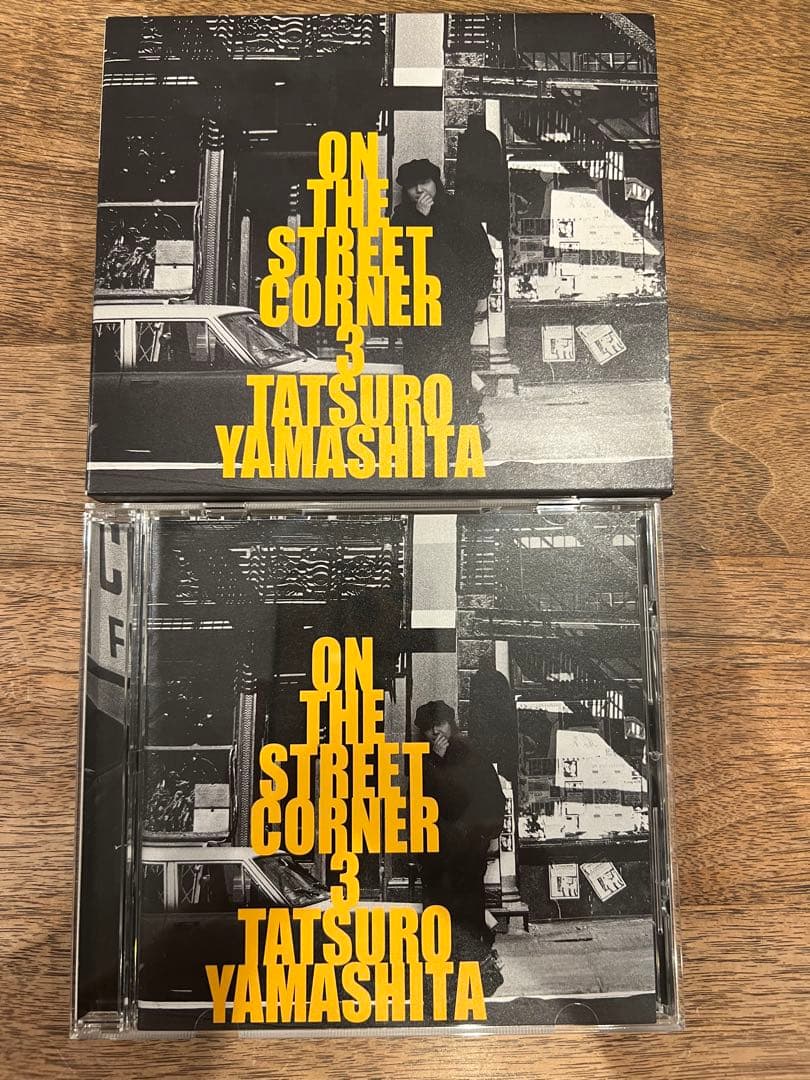 ON
THE
STREET
CORNER
3
TATSURO
YAMASHITA
ON
THE
STREET
CORNER
3
TATSURO
YAMASHITA